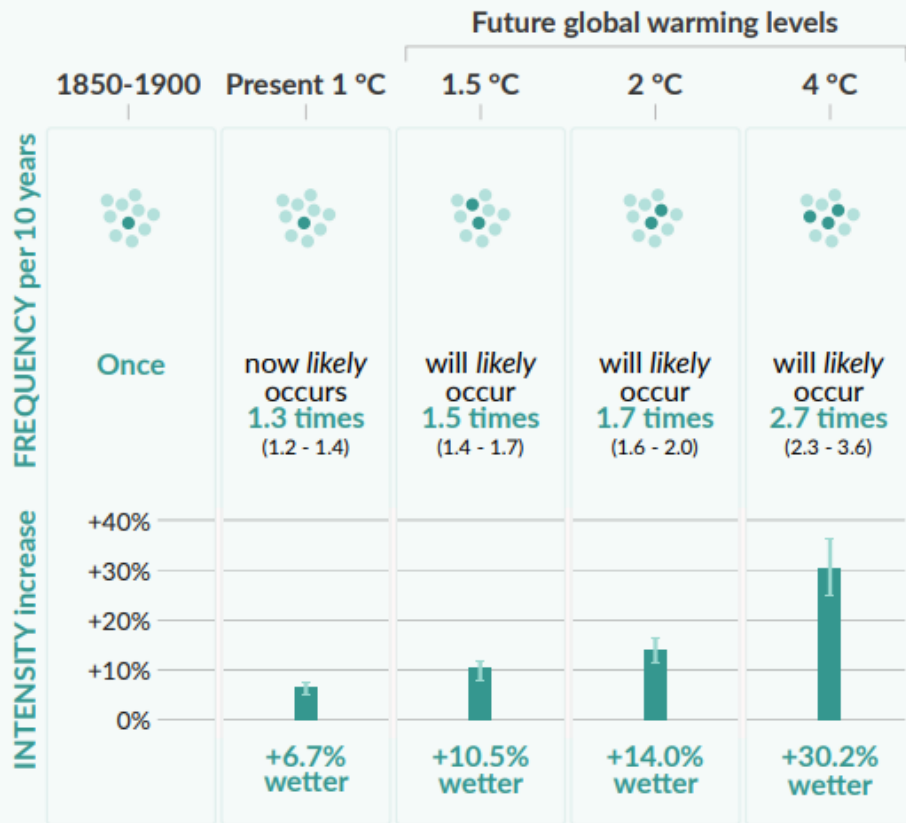 Future global warming levels
1850-1900
Present 1 °C
1.5 °C
2 °C
4 °C
FREQUENCY per 10 years
Once
now likely
occurs
1.3 times
(1.2 - 1.4)
will likely
occur
1.5 times
(1.4 - 1.7)
will likely
occur
1.7 times
(1.6 - 2.0)
will likely
occur
2.7 times
(2.3 - 3.6)
INTENSITY increase
+40%
+30%
+20%
+10%
0%
+6.7%
wetter
+10.5%
wetter
+14.0%
wetter
+30.2%
wetter